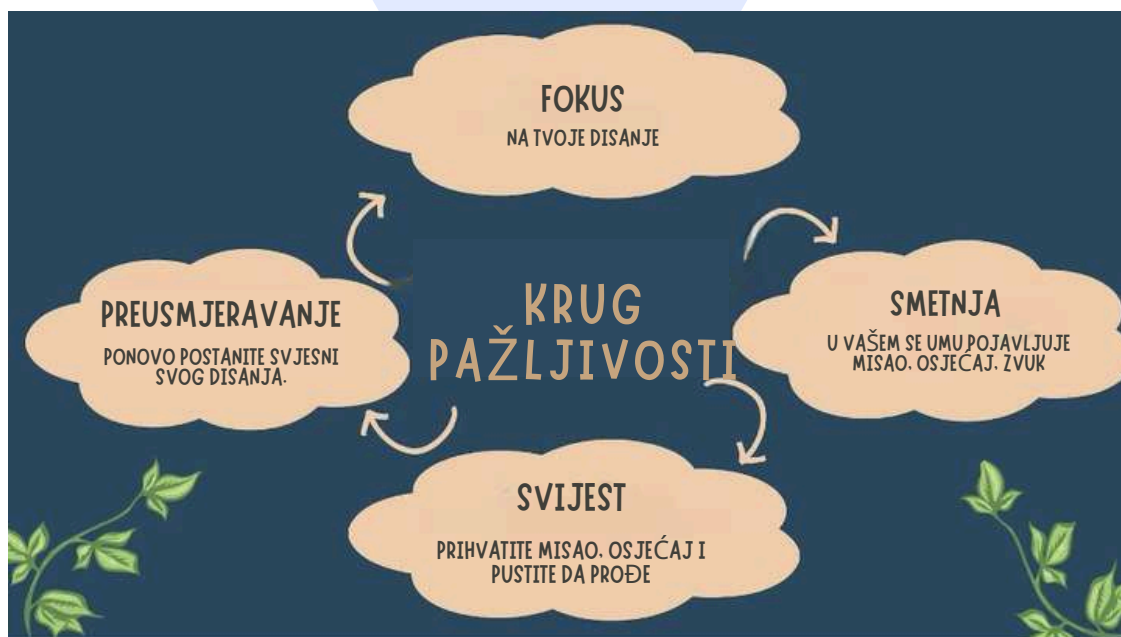 FOKUS
NA TVOJE DISANJE
KRUG
PAŽLJIVOSTI
SMETNJA
U VAŠEM SE UMU POJAVLJUJE
MISAO, OSJEĆAJ, ZVUK
SVIJEST
PRIHVATITE MISAO, OSJEĆAJ I
PUSTITE DA PROĐE
PREUSMJERAVANJE
PONOVO POSTANITE SVJESNI
SVOG DISANJA.